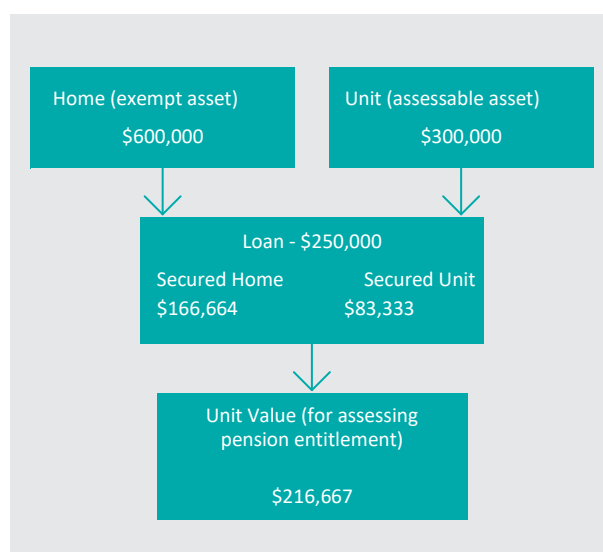 Home (exempt asset)
$600,000
Unit (assessable asset)
$300,000
Loan - $250,000
Secured Home
$166,664
Secured Unit
$83,333
Unit Value (for assessing
pension entitlement)
$216,667